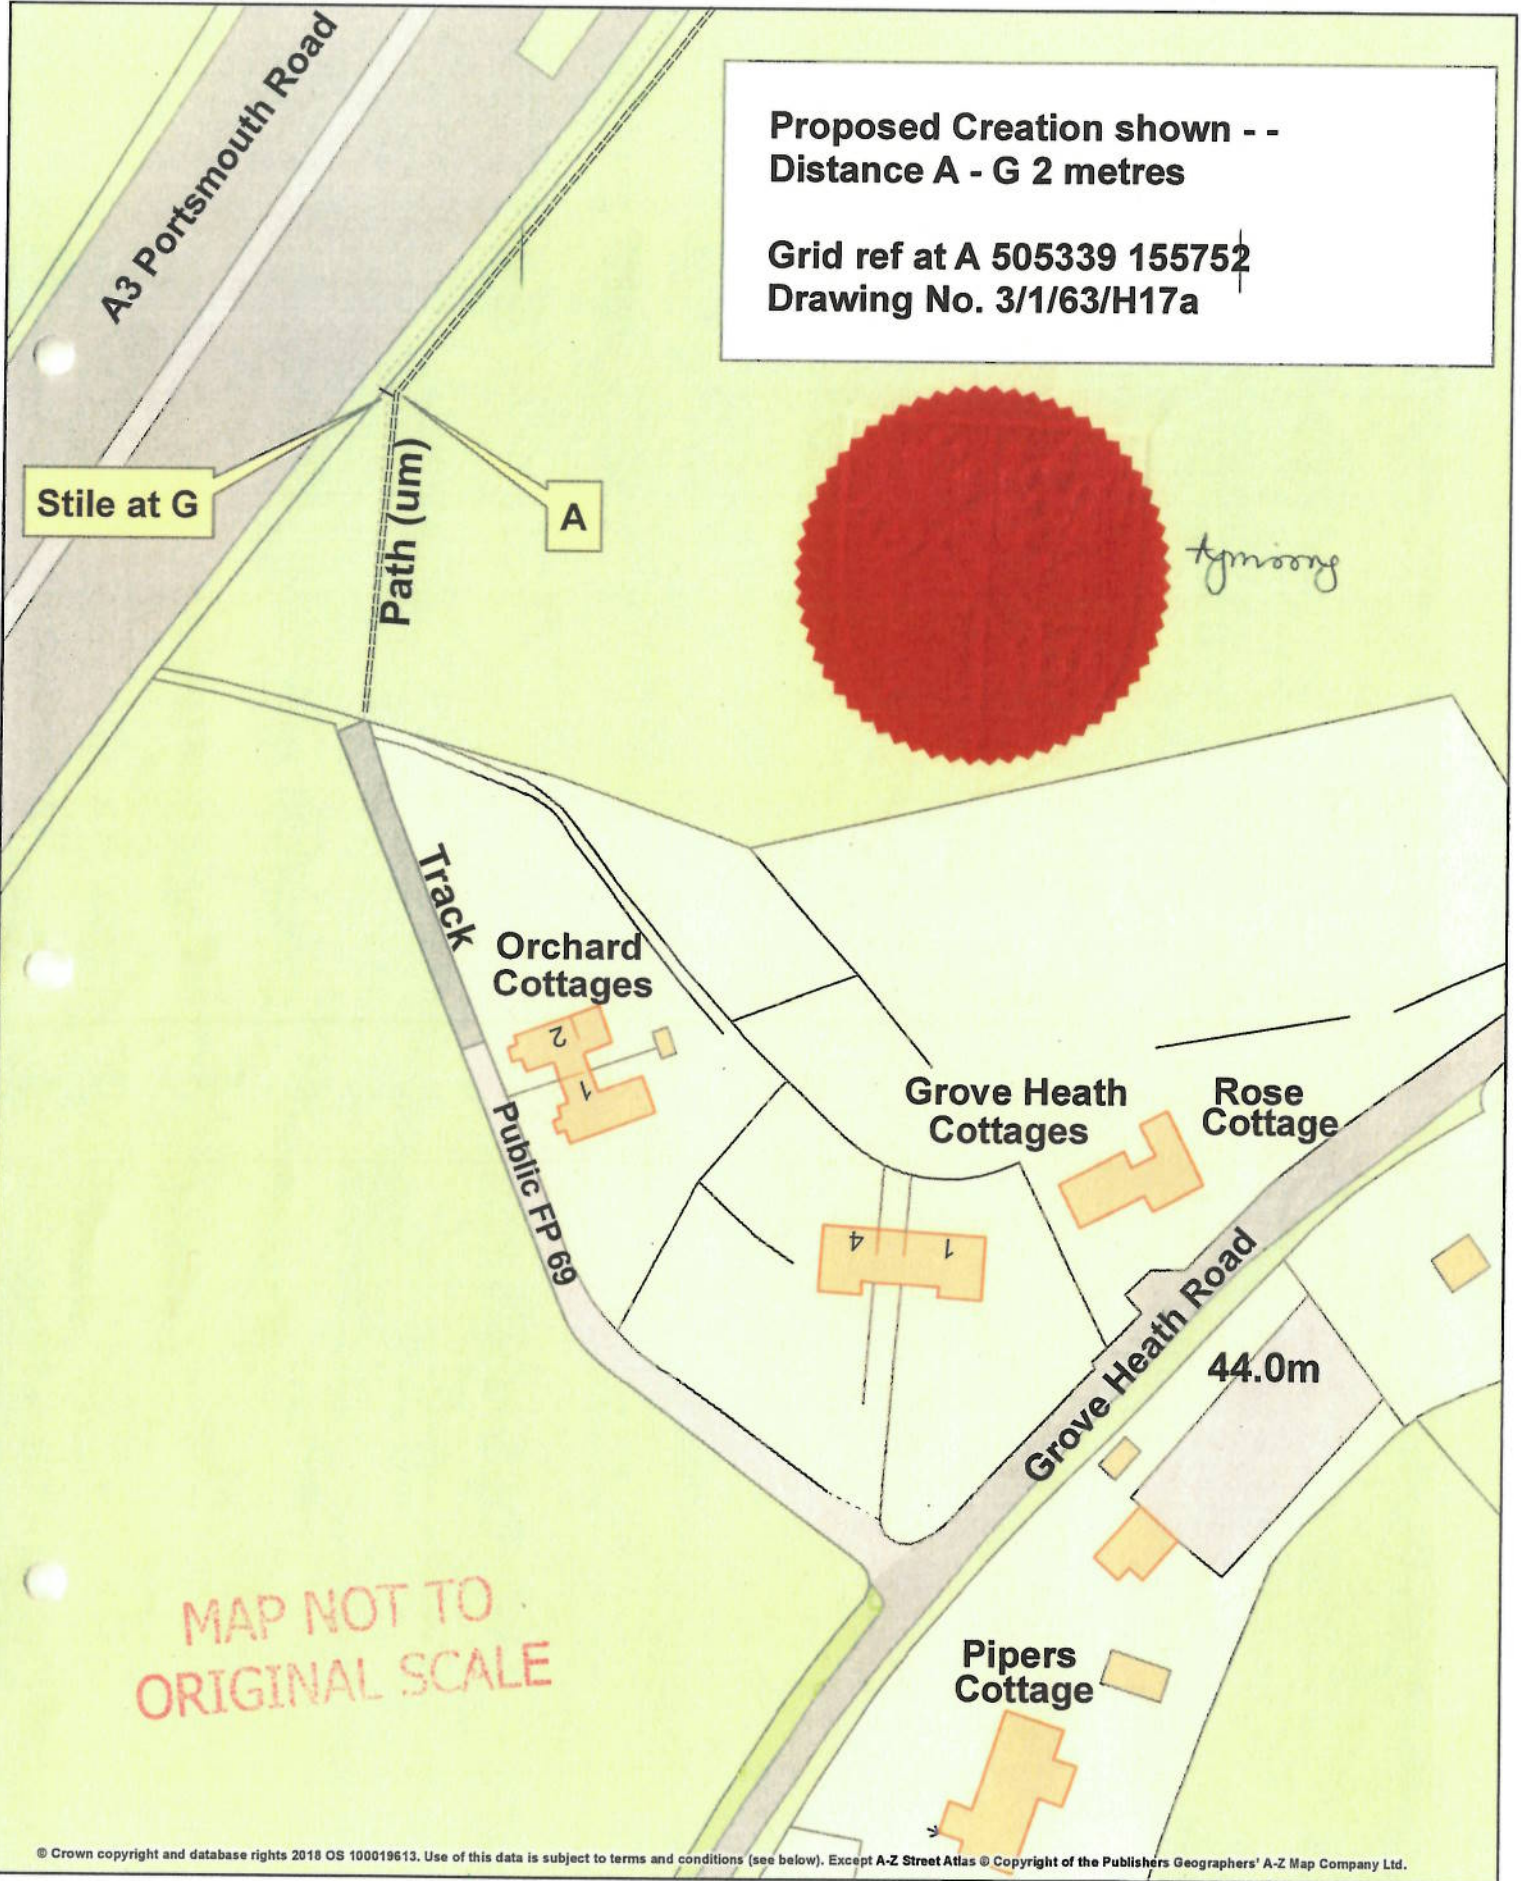 A3 Portsmouth Road
Proposed Creation shown - -
Distance A - G 2 metres
Grid ref at A 505339 155752
Drawing No. 3/1/63/H17a
Stile at G
A
Path (um)
Track
Orchard
Cottages
2
1
Public FP 69
Grove Heath
Cottages
4
1
Rose
Cottage
Grove Heath Road
44.0m
MAP NOT TO
ORIGINAL SCALE
Pipers
Cottage
© Crown copyright and database rights 2018 OS 100019613. Use of this data is subject to terms and conditions (see below). Except A-Z Street Atlas © Copyright of the Publishers Geographers' A-Z Map Company Ltd.